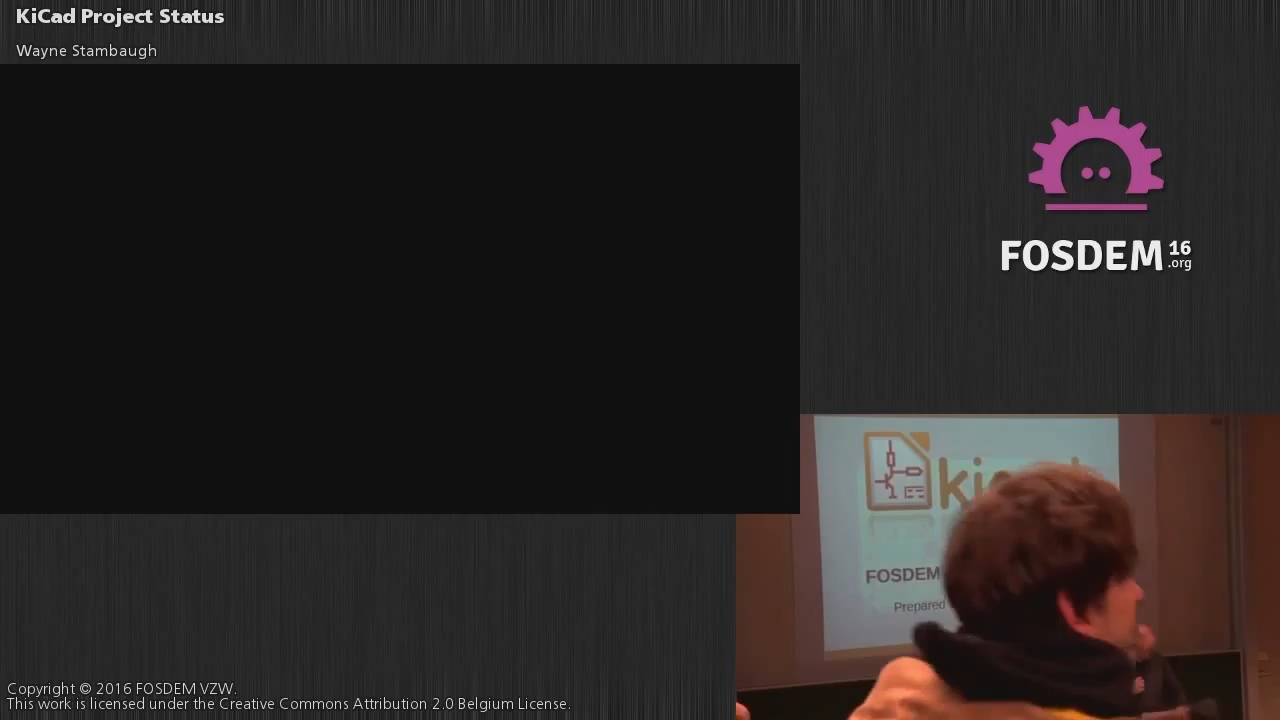 KiCad Project Status
Wayne Stambaugh
FOSDEM 16
.org
FOSDEM
Prepared
Copyright © 2016 FOSDEM VZW.
This work is licensed under the Creative Commons Attribution 2.0 Belgium License.